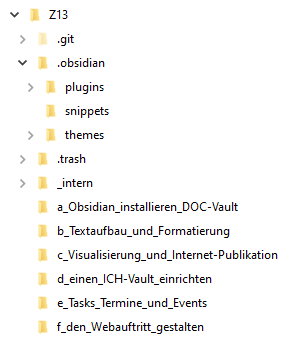 Z13
.git
.obsidian
plugins
snippets
themes
.trash
_intern
a_Obsidian_installieren_DOC-Vault
b_Textaufbau_und_Formatierung
c_Visualisierung_und_Internet-Publikation
d_einen_ICH-Vault_einrichten
e_Tasks_Termine_und_Events
f_den_Webauftritt_gestalten